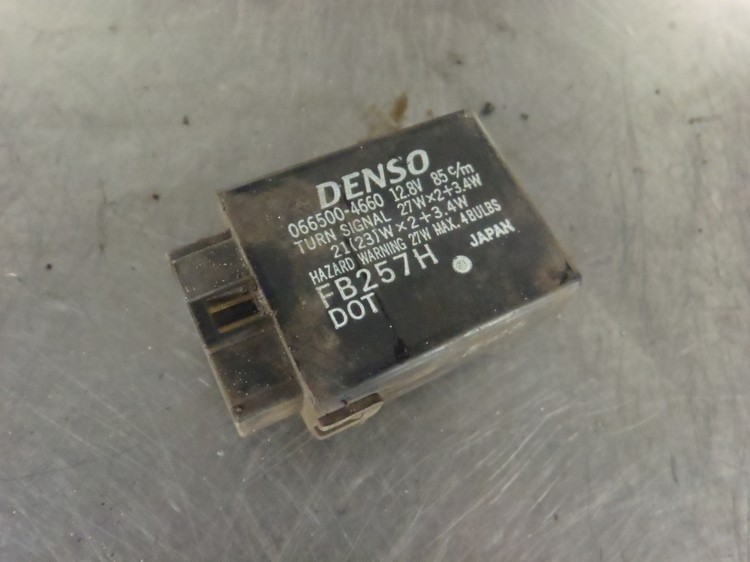 DENSO
066500-4660 12.8V 85 c/m
TURN SIGNAL 27W×2+3.4W
21(23)W×2+3.4W
HAZARD WARNING 27W MAX. 4BULBS
FB257H
JAPAN
DOT